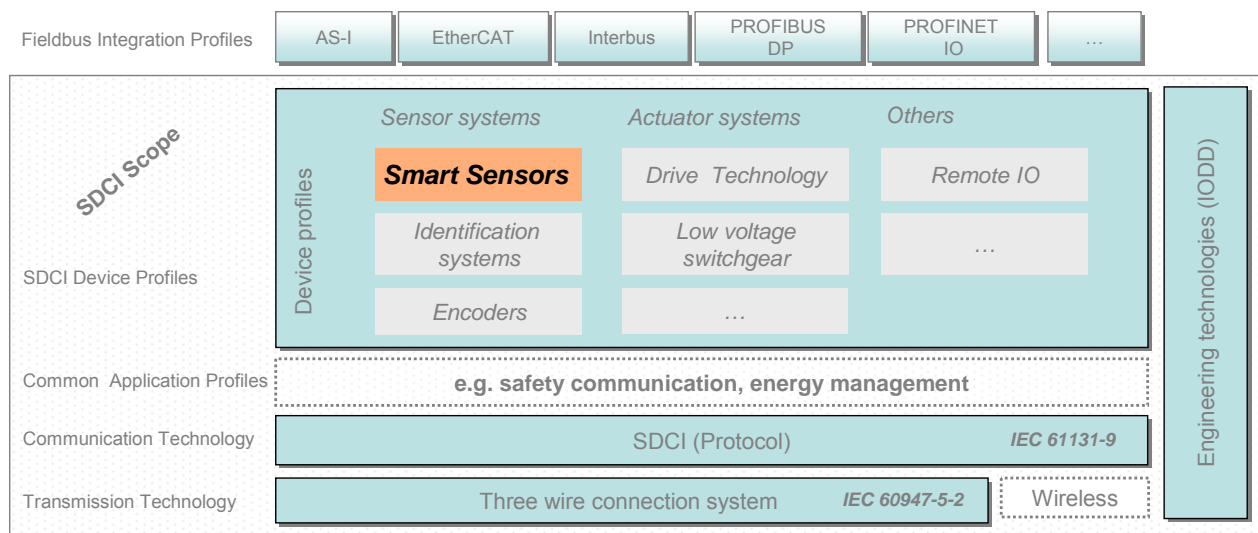 Fieldbus Integration Profiles
AS-I
EtherCAT
Interbus
PROFIBUS
DP
PROFINET
IO
…
SDCI Scope
Sensor systems
Actuator systems
Others
Device profiles
Smart Sensors
Drive Technology
Remote IO
Identification
systems
Low voltage
switchgear
…
SDCI Device Profiles
Encoders
…
Engineering technologies (IODD)
Common Application Profiles
e.g. safety communication, energy management
Communication Technology
SDCI (Protocol)
IEC 61131-9
Transmission Technology
Three wire connection system
IEC 60947-5-2
Wireless